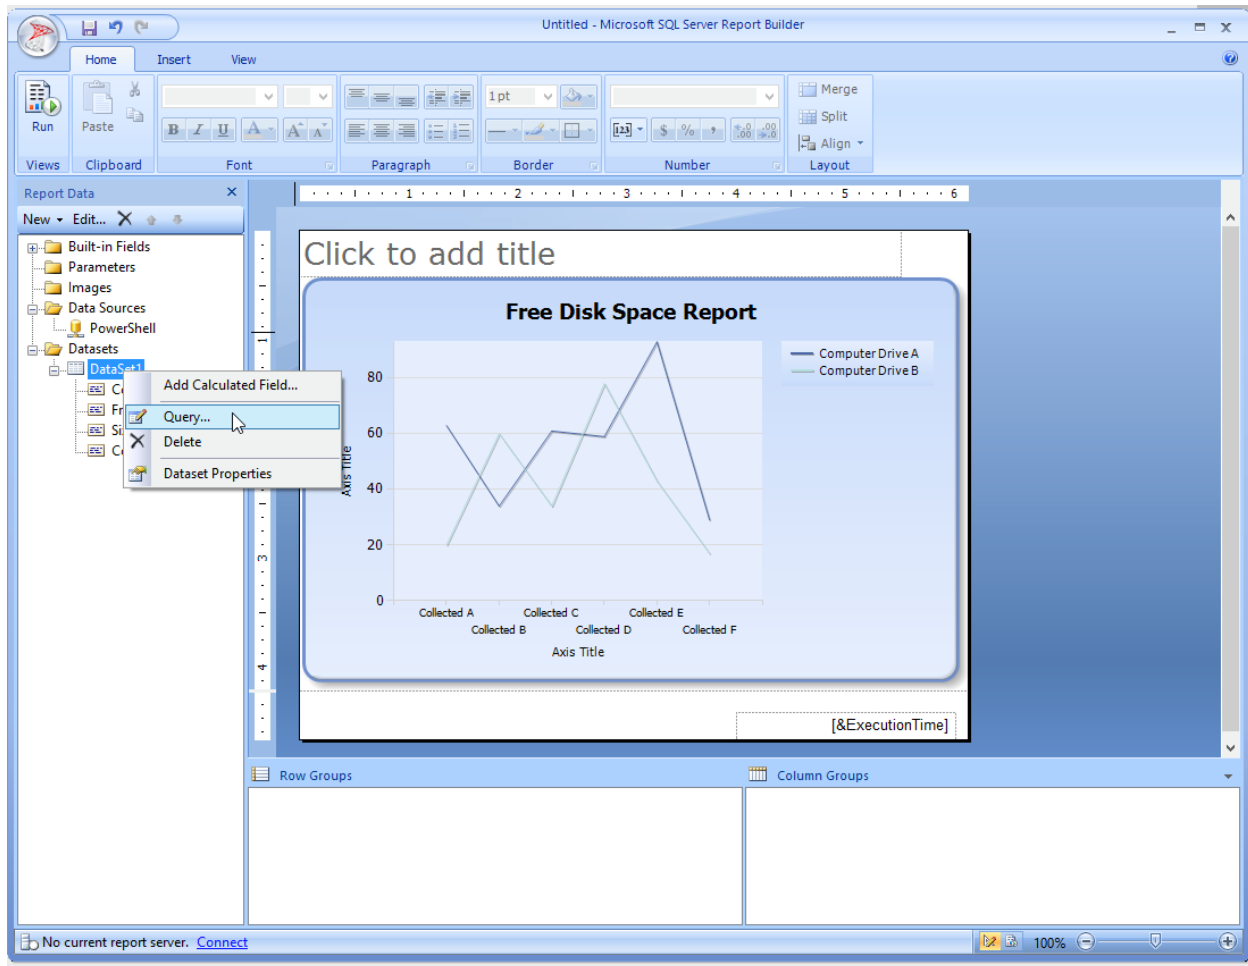 Untitled - Microsoft SQL Server Report Builder
Home Insert View
Run
Paste
1 pt
Merge
Split
Align
B I U A A A
$ % ,
Views Clipboard Font Paragraph Border Number Layout
Report Data
New Edit...
1 2 3 4 5 6
Built-in Fields
Parameters
Images
Data Sources
PowerShell
Datasets
DataSet1
Add Calculated Field...
Query...
Delete
Dataset Properties
1
3
4
Click to add title
Free Disk Space Report
Computer Drive A
Computer Drive B
80
60
40
20
0
Axis Title
Collected A Collected C Collected E
Collected B Collected D Collected F
Axis Title
[&ExecutionTime]
Row Groups Column Groups
No current report server. Connect
100%